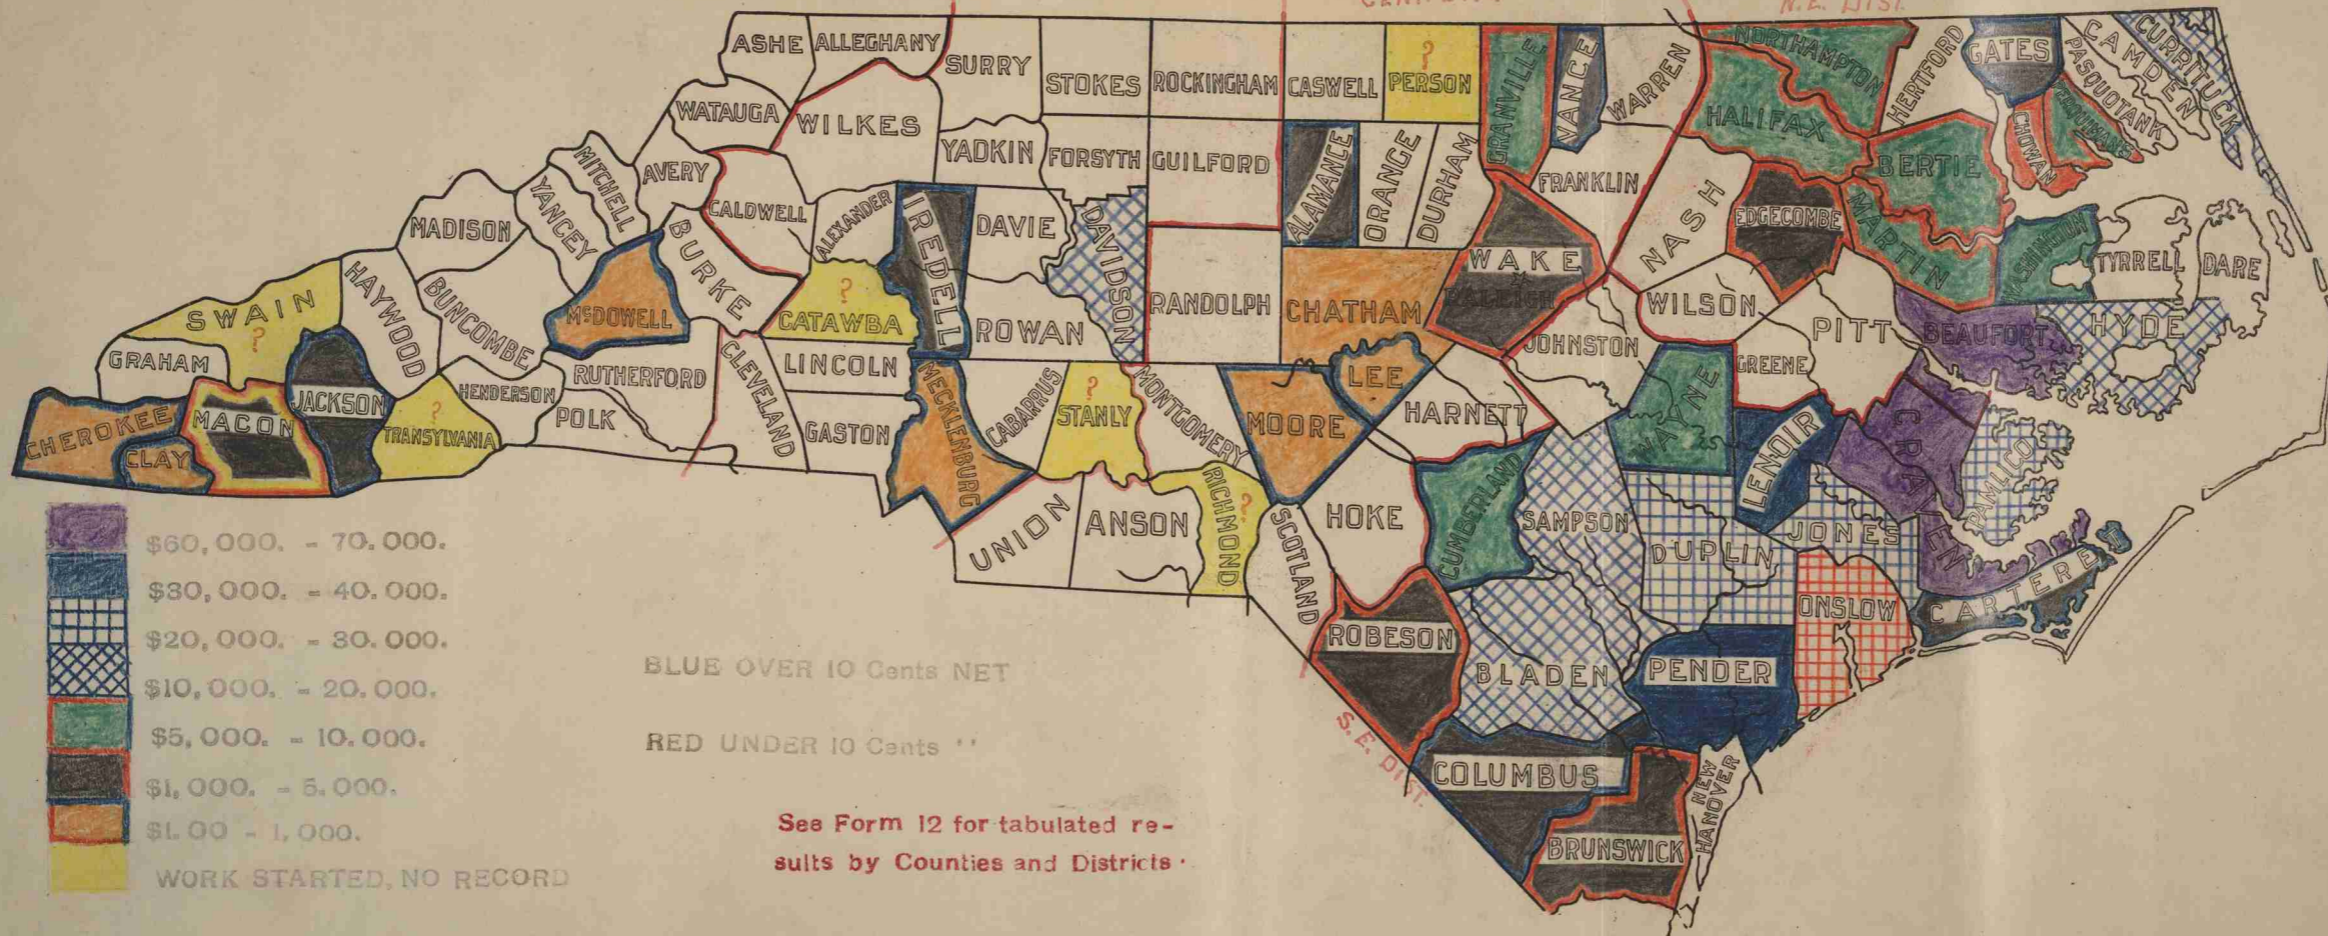 N.E. DIST.
ASHE
ALLEGHANY
SURRY
STOKES
ROCKINGHAM
CASWELL
?
PERSON
GRANVILLE
VANCE
WARREN
NORTHAMPTON
HERTFORD
GATES
CAMDEN
CURRITUCK
PASQUOTANK
PERQUIMANS
CHOWAN
WATAUGA
WILKES
YADKIN
FORSYTH
GUILFORD
ALAMANCE
ORANGE
DURHAM
FRANKLIN
HALIFAX
BERTIE
MITCHELL
AVERY
YANCEY
MADISON
CALDWELL
ALEXANDER
IREDELL
DAVIE
DAVIDSON
NASH
EDGECOMBE
MARTIN
WASHINGTON
TYRRELL
DARE
BURKE
WAKE
RALEIGH
SWAIN
?
HAYWOOD
BUNCOMBE
McDOWELL
?
CATAWBA
ROWAN
RANDOLPH
CHATHAM
WILSON
PITT
BEAUFORT
HYDE
GRAHAM
RUTHERFORD
CLEVELAND
LINCOLN
LEE
JOHNSTON
GREENE
HENDERSON
POLK
CHEROKEE
MACON
JACKSON
?
TRANSYLVANIA
CLAY
GASTON
MECKLENBURG
CABARRUS
?
STANLY
MONTGOMERY
MOORE
HARNETT
WAYNE
LENOIR
CRAVEN
PAMLICO
UNION
ANSON
?
RICHMOND
SCOTLAND
HOKE
CUMBERLAND
SAMPSON
DUPLIN
JONES
ONSLOW
CARTERET
ROBESON
BLADEN
PENDER
S.E. DIST.
COLUMBUS
NEW
HANOVER
BRUNSWICK
$60,000. - 70.000.
$30,000. - 40.000.
$20,000. - 30.000.
$10,000. - 20.000.
$5,000. - 10.000.
$1,000. - 5.000.
$1.00 - 1,000.
WORK STARTED, NO RECORD
BLUE OVER 10 Cents NET
RED UNDER 10 Cents "
See Form 12 for tabulated re-
sults by Counties and Districts.